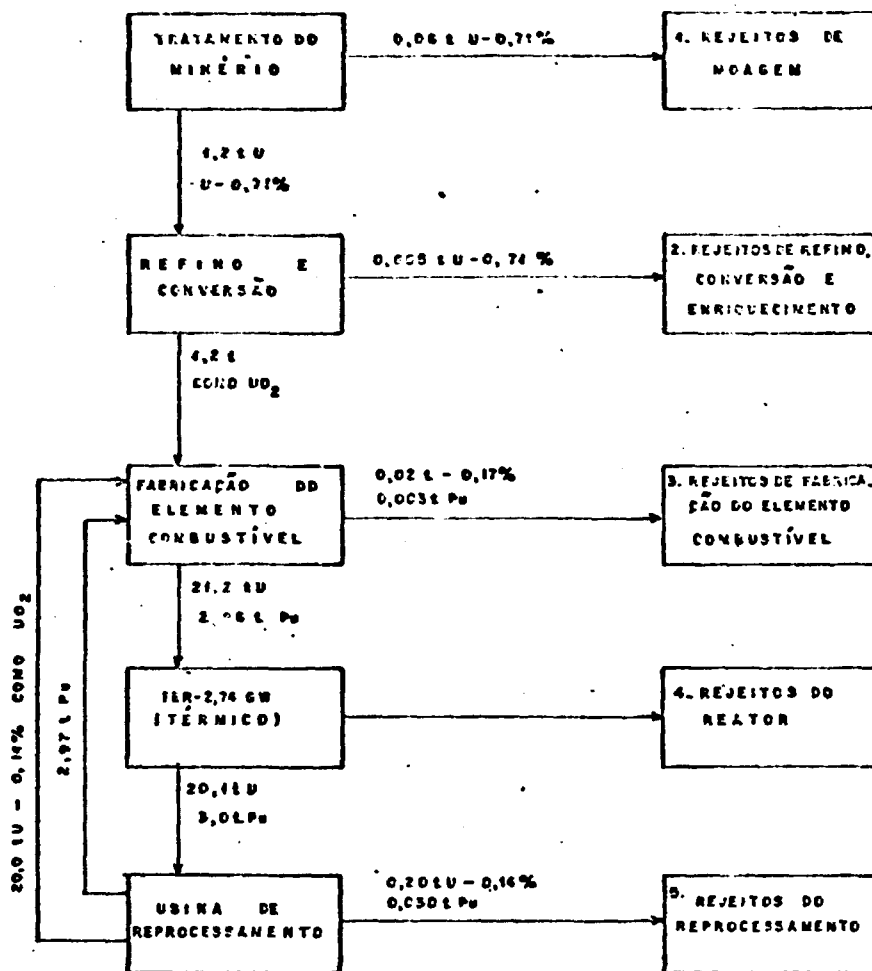 TRATAMENTO DO
MINÉRIO
0,06 t U-0,71%
1. REJEITOS DE
MOAGEM
1,2 t U
U-0,71%
REFINO E
CONVERSÃO
0,005 t U-0,71 %
2. REJEITOS DE REFINO,
CONVERSÃO E
ENRIQUECIMENTO
1,2 t
COMO UO2
FABRICAÇÃO DO
ELEMENTO
COMBUSTÍVEL
0,02 t - 0,17%
0,003 t Pu
3. REJEITOS DE FABRICA,
ÇÃO DO ELEMENTO
COMBUSTÍVEL
21,2 t U
t Pu
-2,74 GW
(TÉRMICO)
4. REJEITOS DO
REATOR
20,1 t U
3,0 t Pu
USINA DE
REPROCESSAMENTO
0,20 t U - 0,14%
0,030 t Pu
5. REJEITOS DO
REPROCESSAMENTO
20,0 t U - 0,14% COMO UO2
2,97 t Pu